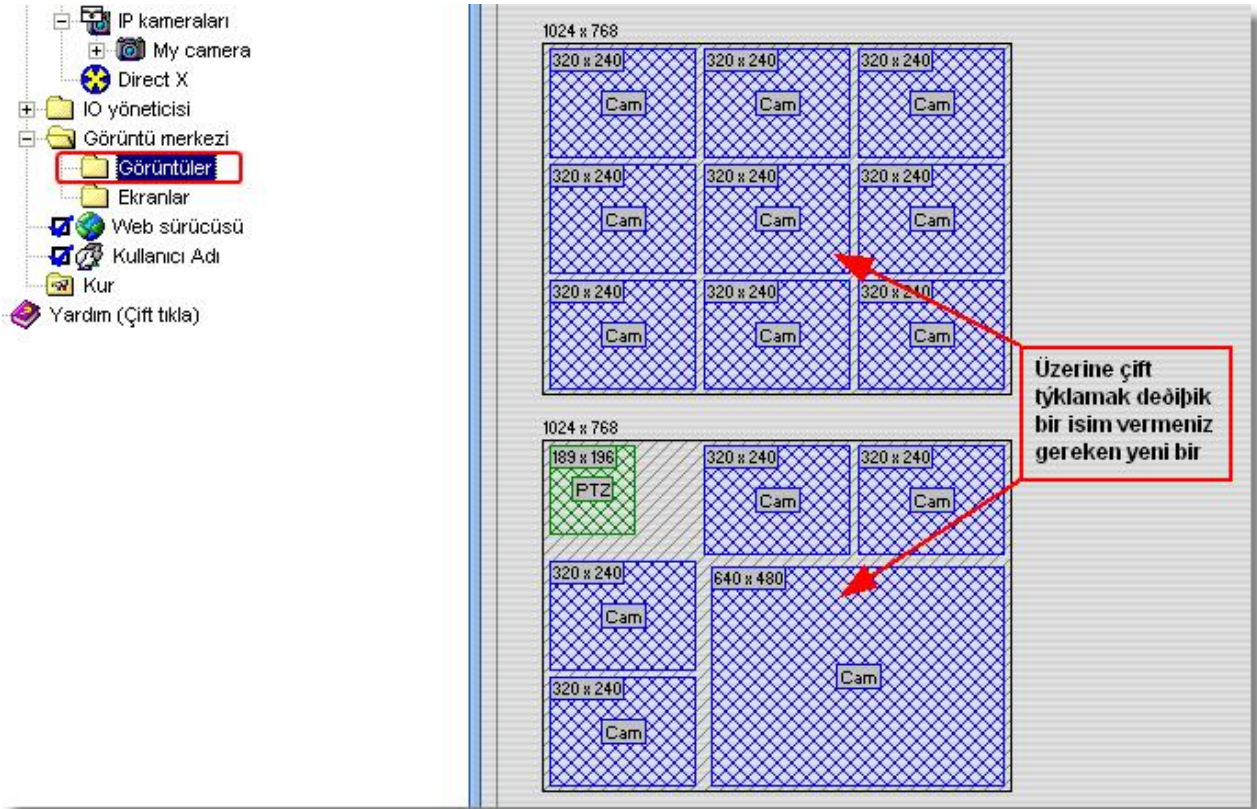 IP kameraları
My camera
Direct X
IO yöneticisi
Görüntü merkezi
Görüntüler
Ekranlar
Web sürücüsü
Kullanıcı Adı
Kur
Yardım (Çift tıkla)
1024 x 768
320 x 240 320 x 240 320 x 240
Cam Cam Cam
320 x 240 320 x 240 320 x 240
Cam Cam Cam
320 x 240 320 x 240 320 x 240
Cam Cam Cam
Üzerine çift
týklamak deðiþik
bir isim vermeniz
gereken yeni bir
1024 x 768
189 x 196 320 x 240 320 x 240
PTZ Cam Cam
320 x 240 640 x 480
Cam
Cam
320 x 240
Cam